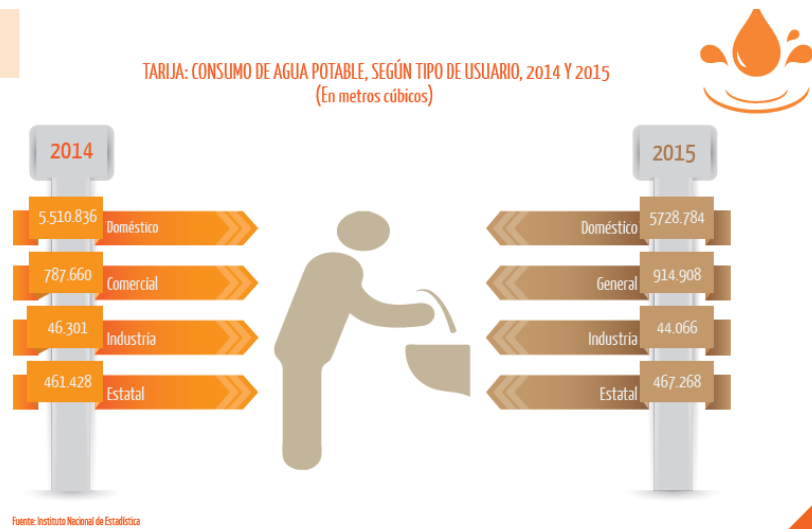 TARIJA: CONSUMO DE AGUA POTABLE, SEGÚN TIPO DE USUARIO, 2014 Y 2015
(En metros cúbicos)
2014
5.510.836 Doméstico
787.660 Comercial
46.301 Industria
461.428 Estatal
2015
Doméstico 5728.784
General 914.908
Industria 44.066
Estatal 467.268
Fuente: Instituto Nacional de Estadística